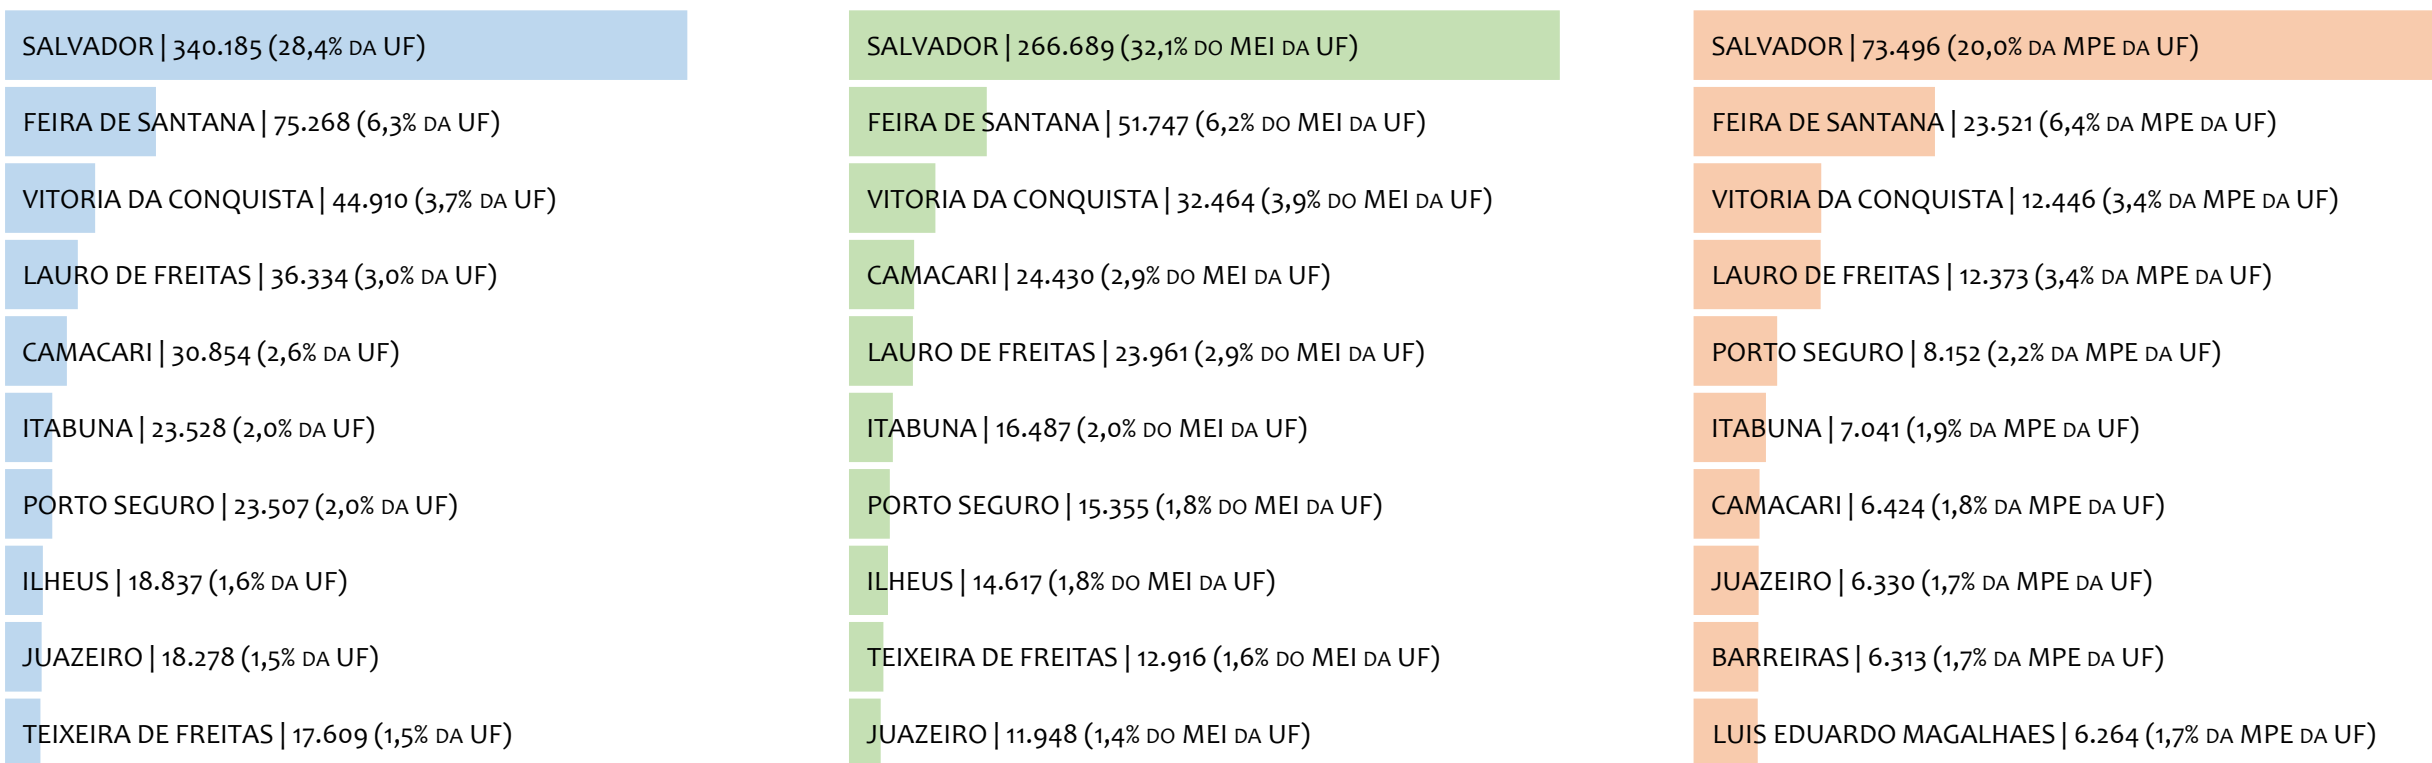 SALVADOR | 340.185 (28,4% DA UF)
FEIRA DE SANTANA | 75.268 (6,3% DA UF)
VITORIA DA CONQUISTA | 44.910 (3,7% DA UF)
LAURO DE FREITAS | 36.334 (3,0% DA UF)
CAMACARI | 30.854 (2,6% DA UF)
ITABUNA | 23.528 (2,0% DA UF)
PORTO SEGURO | 23.507 (2,0% DA UF)
ILHEUS | 18.837 (1,6% DA UF)
JUAZEIRO | 18.278 (1,5% DA UF)
TEIXEIRA DE FREITAS | 17.609 (1,5% DA UF)
SALVADOR | 266.689 (32,1% DO MEI DA UF)
FEIRA DE SANTANA | 51.747 (6,2% DO MEI DA UF)
VITORIA DA CONQUISTA | 32.464 (3,9% DO MEI DA UF)
CAMACARI | 24.430 (2,9% DO MEI DA UF)
LAURO DE FREITAS | 23.961 (2,9% DO MEI DA UF)
ITABUNA | 16.487 (2,0% DO MEI DA UF)
PORTO SEGURO | 15.355 (1,8% DO MEI DA UF)
ILHEUS | 14.617 (1,8% DO MEI DA UF)
TEIXEIRA DE FREITAS | 12.916 (1,6% DO MEI DA UF)
JUAZEIRO | 11.948 (1,4% DO MEI DA UF)
SALVADOR | 73.496 (20,0% DA MPE DA UF)
FEIRA DE SANTANA | 23.521 (6,4% DA MPE DA UF)
VITORIA DA CONQUISTA | 12.446 (3,4% DA MPE DA UF)
LAURO DE FREITAS | 12.373 (3,4% DA MPE DA UF)
PORTO SEGURO | 8.152 (2,2% DA MPE DA UF)
ITABUNA | 7.041 (1,9% DA MPE DA UF)
CAMACARI | 6.424 (1,8% DA MPE DA UF)
JUAZEIRO | 6.330 (1,7% DA MPE DA UF)
BARREIRAS | 6.313 (1,7% DA MPE DA UF)
LUIS EDUARDO MAGALHAES | 6.264 (1,7% DA MPE DA UF)